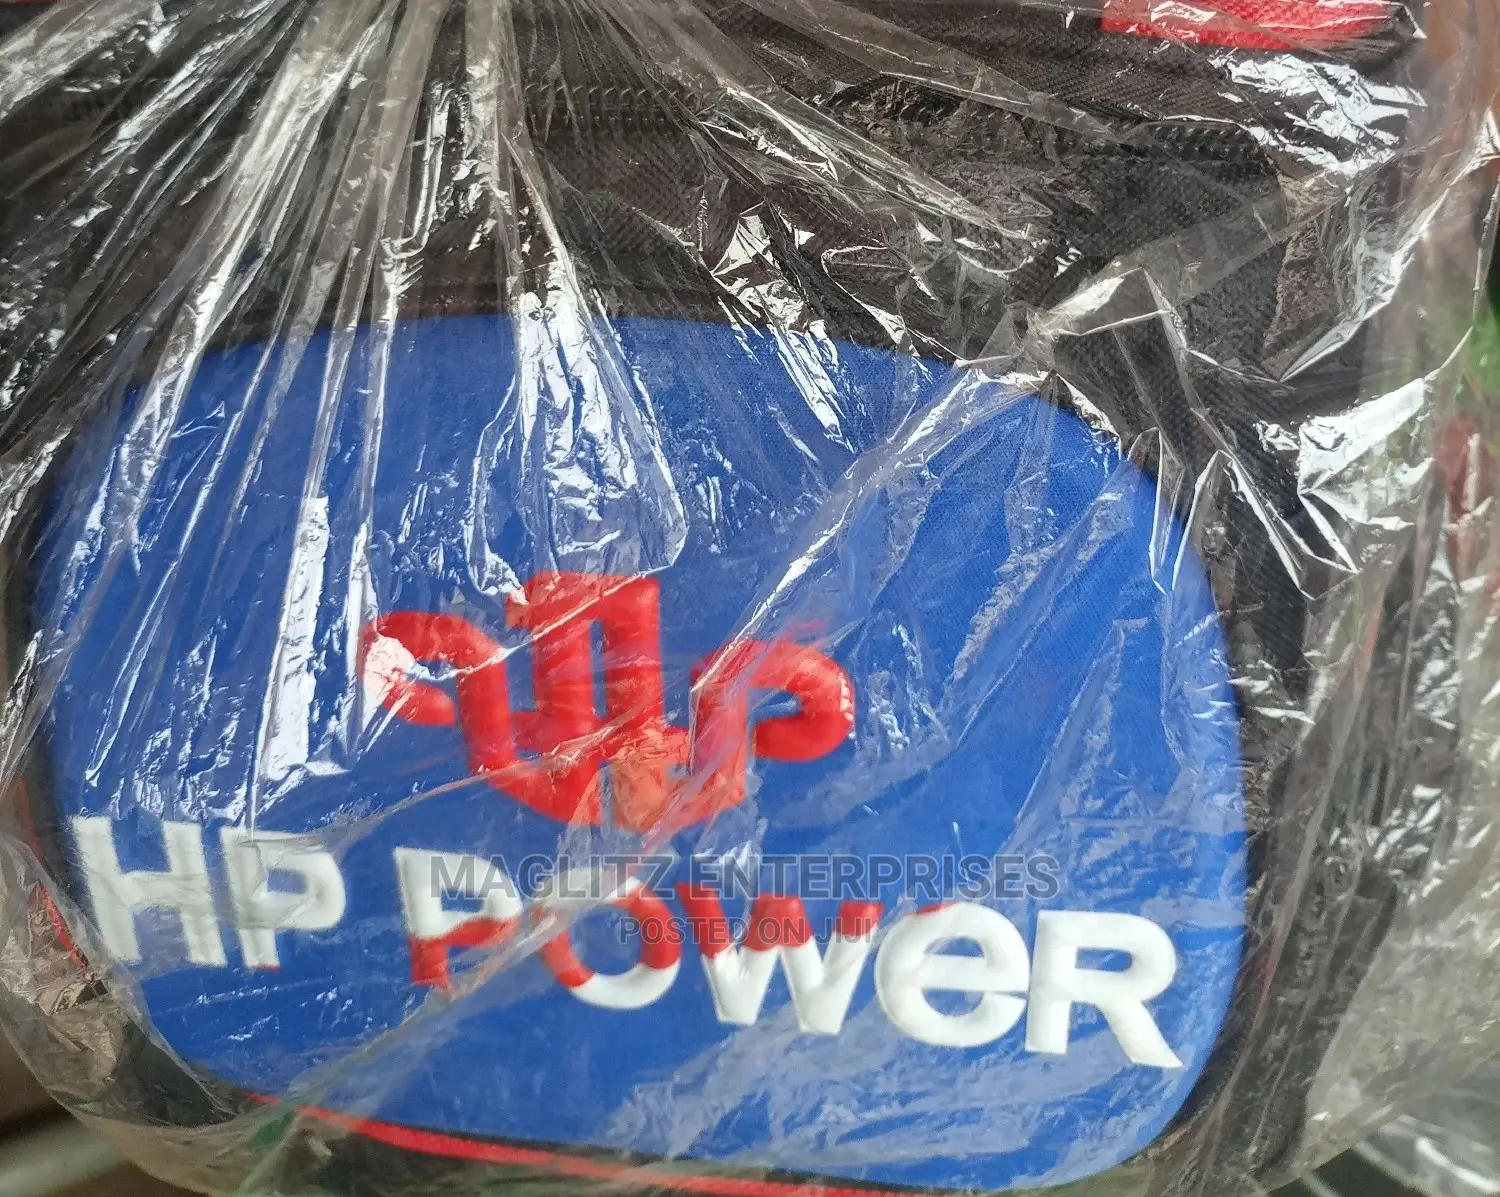 HP POWeR
MAGLITZ ENTERPRISES
POSTED ON JIJI